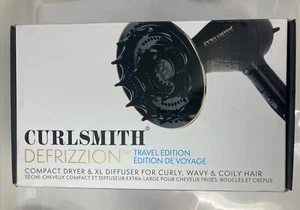 CURLSMITH
CURLSMITH®
DEFRIZZION™ TRAVEL EDITION
ÉDITION DE VOYAGE
COMPACT DRYER & XL DIFFUSER FOR CURLY, WAVY & COILY HAIR
SÈCHE-CHEVEUX COMPACT ET DIFFUSEUR EXTRA-LARGE POUR CHEVEUX FRISÉS, BOUCLÉS ET CRÉPUS